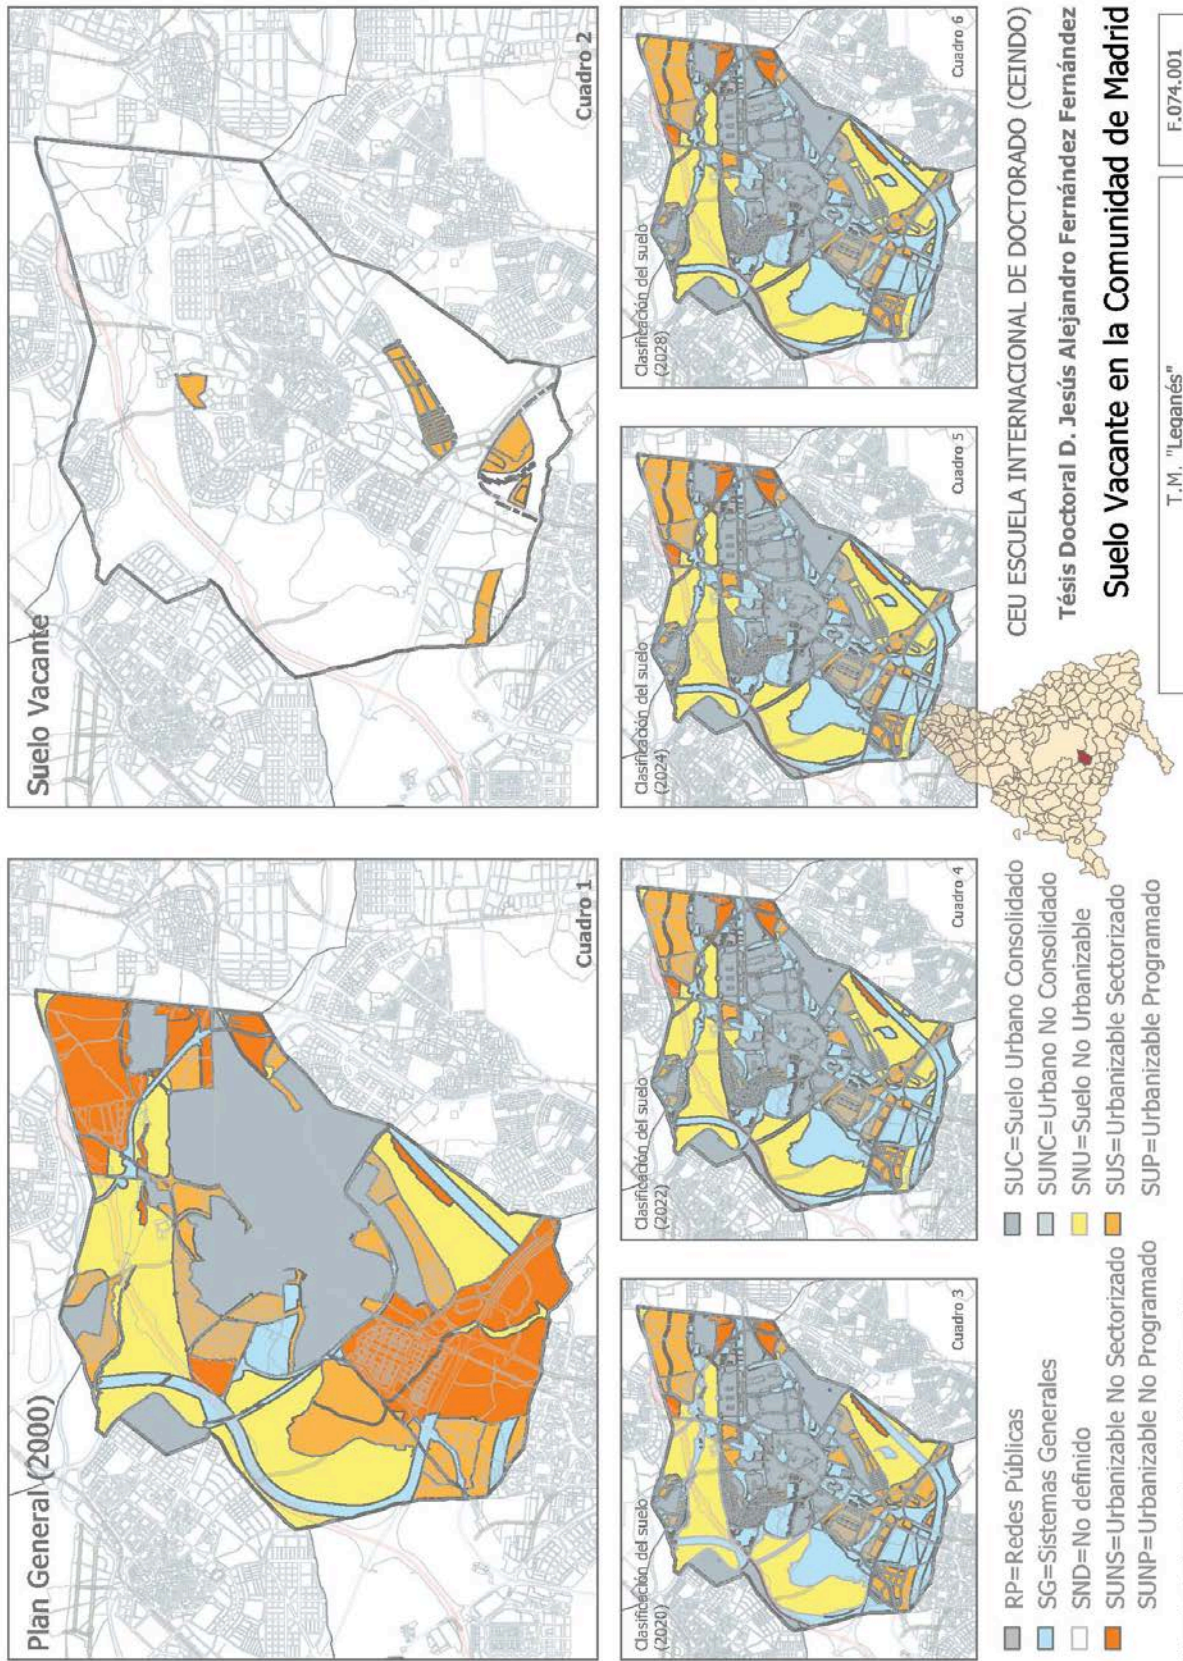 Plan General (2000)
Cuadro 1
Suelo Vacante
Cuadro 2
Clasificación del suelo
(2020)
Cuadro 3
Clasificación del suelo
(2022)
Cuadro 4
Clasificación del suelo
(2024)
Cuadro 5
Clasificación del suelo
(2028)
Cuadro 6
RP=Redes Públicas
SG=Sistemas Generales
SND=No definido
SUNS=Urbanizable No Sectorizado
SUNP=Urbanizable No Programado
SUC=Suelo Urbano Consolidado
SUNC=Urbano No Consolidado
SNU=Suelo No Urbanizable
SUS=Urbanizable Sectorizado
SUP=Urbanizable Programado
CEU ESCUELA INTERNACIONAL DE DOCTORADO (CEINDO)
Tésis Doctoral D. Jesús Alejandro Fernández Fernández
Suelo Vacante en la Comunidad de Madrid
T.M. "Leganés"
F.074.001